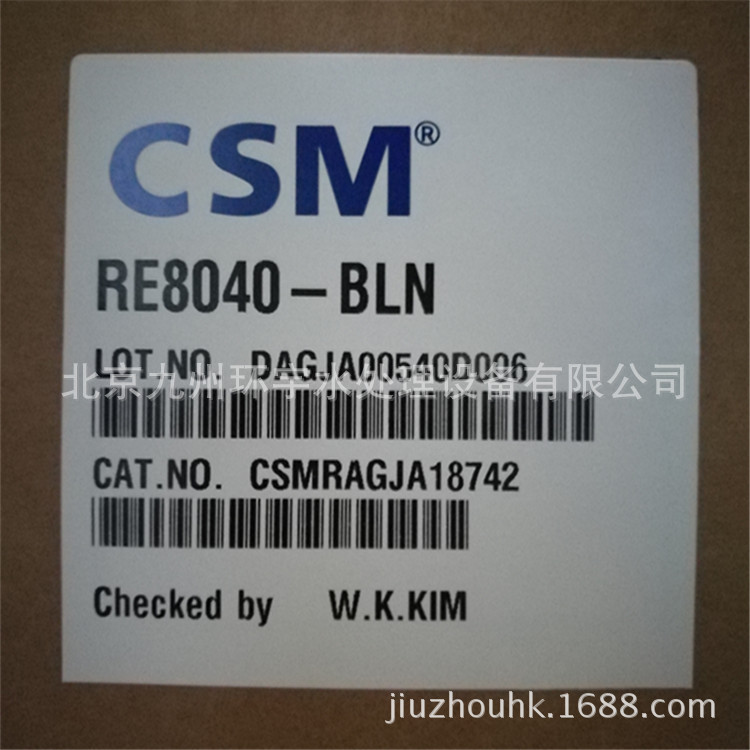 CSM®
RE8040-BLN
LOT.NO. DAGJA00540D006
北京九州环宇水处理设备有限公司
CAT.NO. CSMRAGJA18742
Checked by W.K.KIM
jiuzhouhk.1688.com